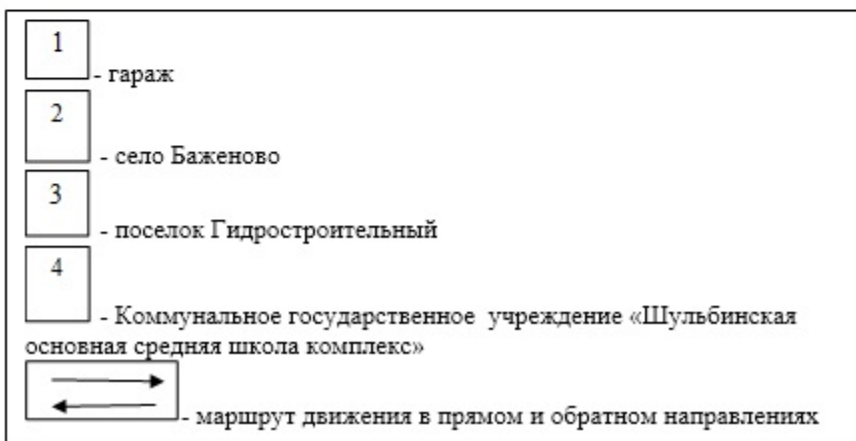 1
- гараж
2
- село Баженово
3
- поселок Гидростроительный
4
- Коммунальное государственное учреждение «Шульбинская
основная средняя школа комплекс»
- маршрут движения в прямом и обратном направлениях